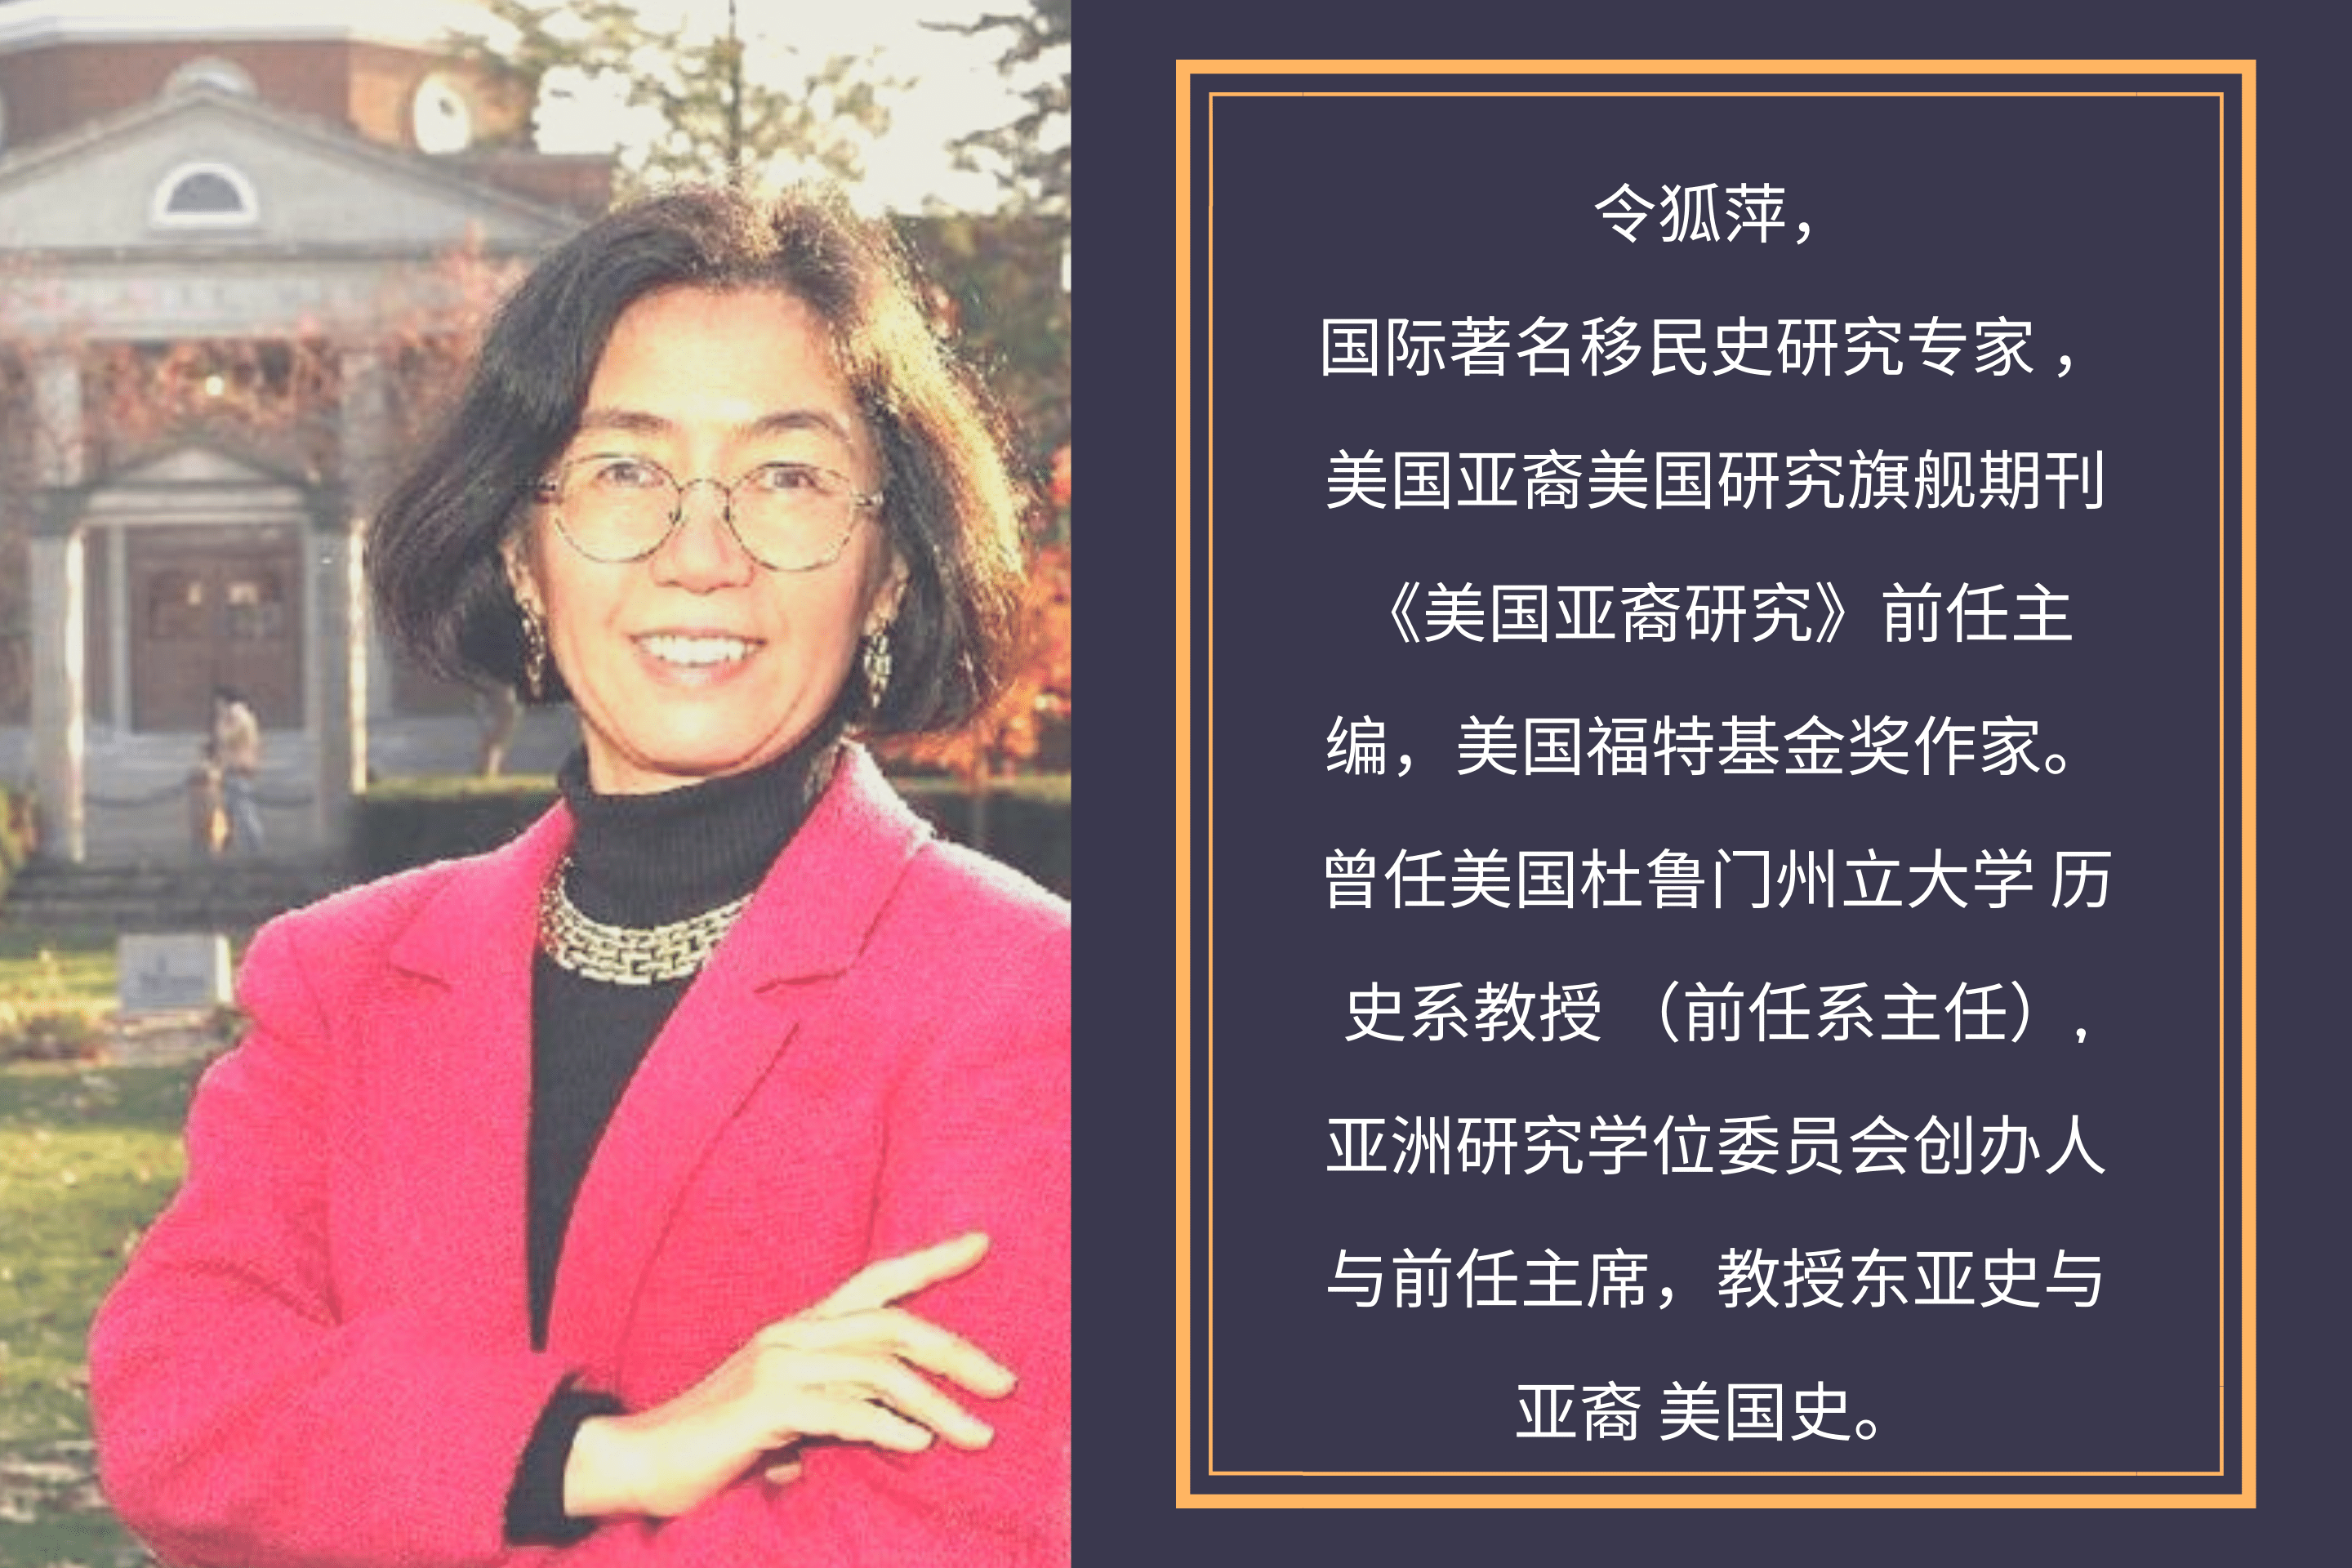 令狐萍，
国际著名移民史研究专家 ，
美国亚裔美国研究旗舰期刊
《美国亚裔研究》前任主
编，美国福特基金奖作家。
曾任美国杜鲁门州立大学 历
史系教授 （前任系主任）,
亚洲研究学位委员会创办人
与前任主席，教授东亚史与
亚裔 美国史。